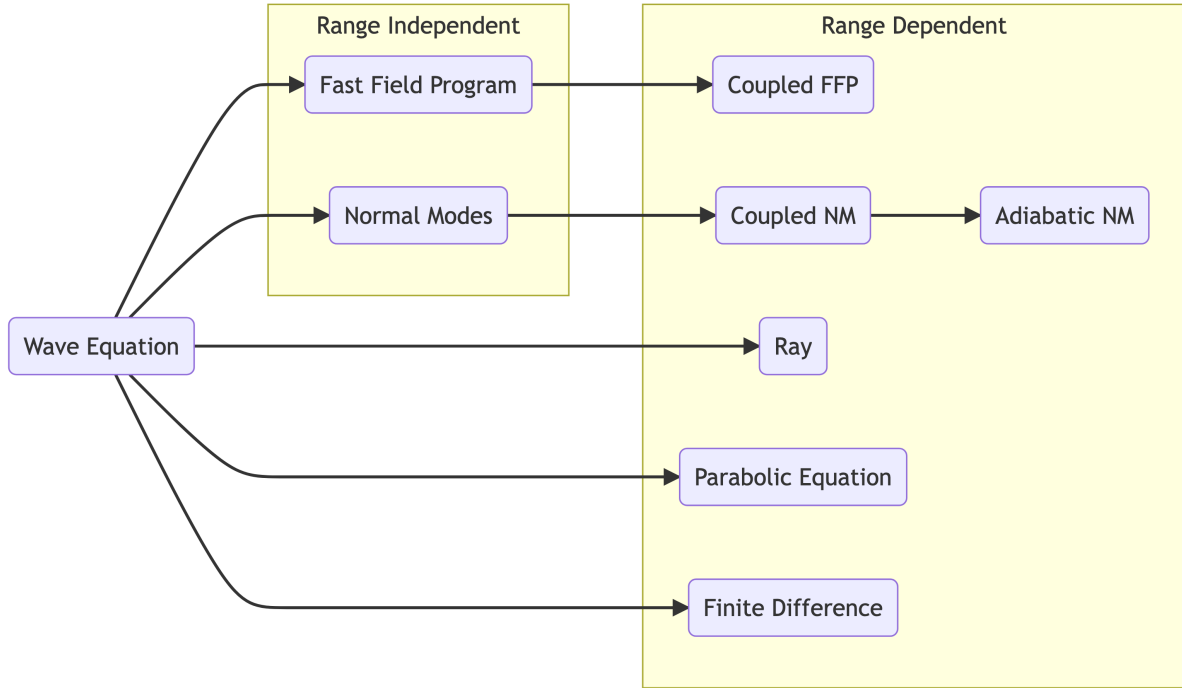 Range Independent
Range Dependent
Fast Field Program
Coupled FFP
Normal Modes
Coupled NM
Adiabatic NM
Wave Equation
Ray
Parabolic Equation
Finite Difference